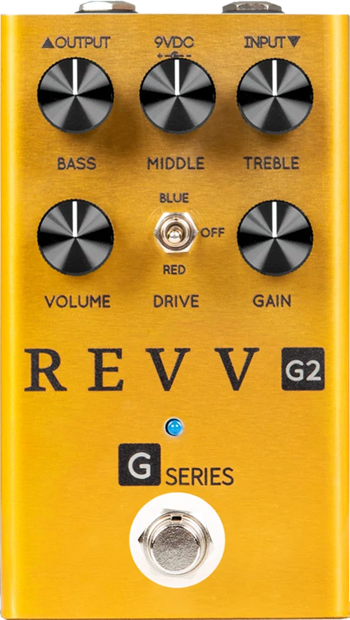 ▲OUTPUT 9VDC INPUT▼
BASS MIDDLE TREBLE
BLUE
OFF
RED
VOLUME DRIVE GAIN
REVV G2
G SERIES